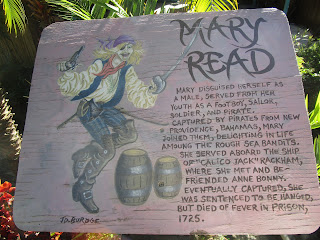 MARY
READ
MARY DISGUISED HERSELF AS
A MALE, SERVED FROM HER
YOUTH AS A FOOTBOY, SAILOR,
SOLDIER, AND PIRATE.
CAPTURED BY PIRATES FROM NEW
PROVIDENCE, BAHAMAS, MARY
JOINED THEM, DELIGHTING IN LIFE
AMOUNG THE ROUGH SEA BANDITS.
SHE SERVED ABOARD THE SHIP
OF "CALICO JACK" RACKHAM,
WHERE SHE MET AND BE-
FRIENDED ANNE BONNY.
EVENTUALLY CAPTURED, SHE
WAS SENTENCED TO BE HANGED,
BUT DIED OF FEVER IN PRISON,
1725.
J.D. BURDGE